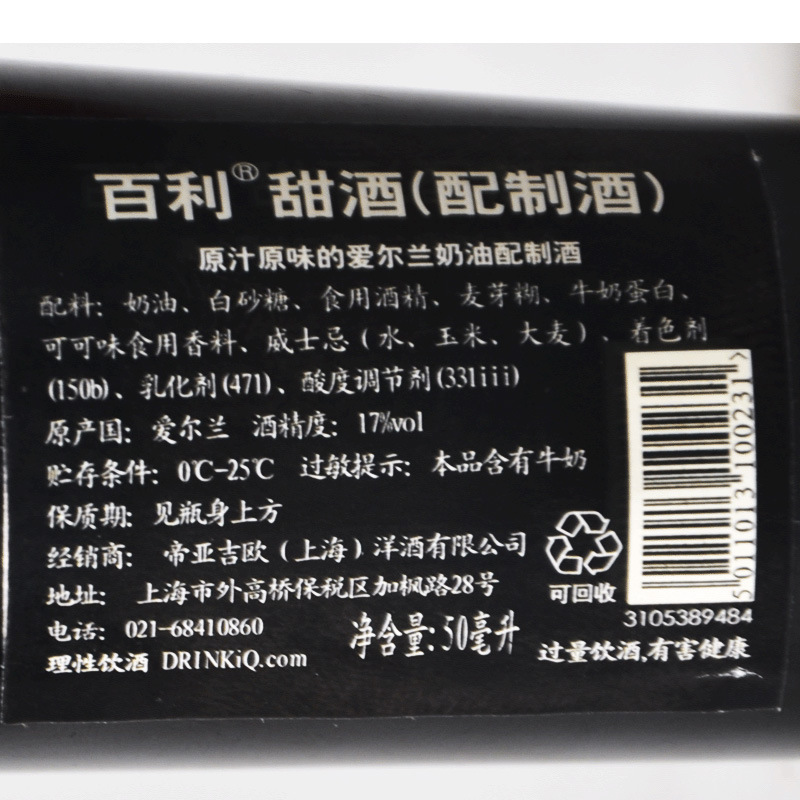 百利®甜酒(配制酒)
原汁原味的爱尔兰奶油配制酒
配料: 奶油、白砂糖、食用酒精、麦芽糊、牛奶蛋白、
可可味食用香料、威士忌(水、玉米、大麦)、着色剂
(150b)、乳化剂(471)、酸度调节剂(331iii)
原产国: 爱尔兰 酒精度: 17%vol
贮存条件: 0℃-25℃ 过敏提示: 本品含有牛奶
保质期: 见瓶身上方
经销商: 帝亚吉欧(上海)洋酒有限公司
地址: 上海市外高桥保税区加枫路28号
电话: 021-68410860
净含量:50毫升
理性饮酒 DRINKiQ.com
可回收
5 011013 100231 >
3105389484
过量饮酒,有害健康